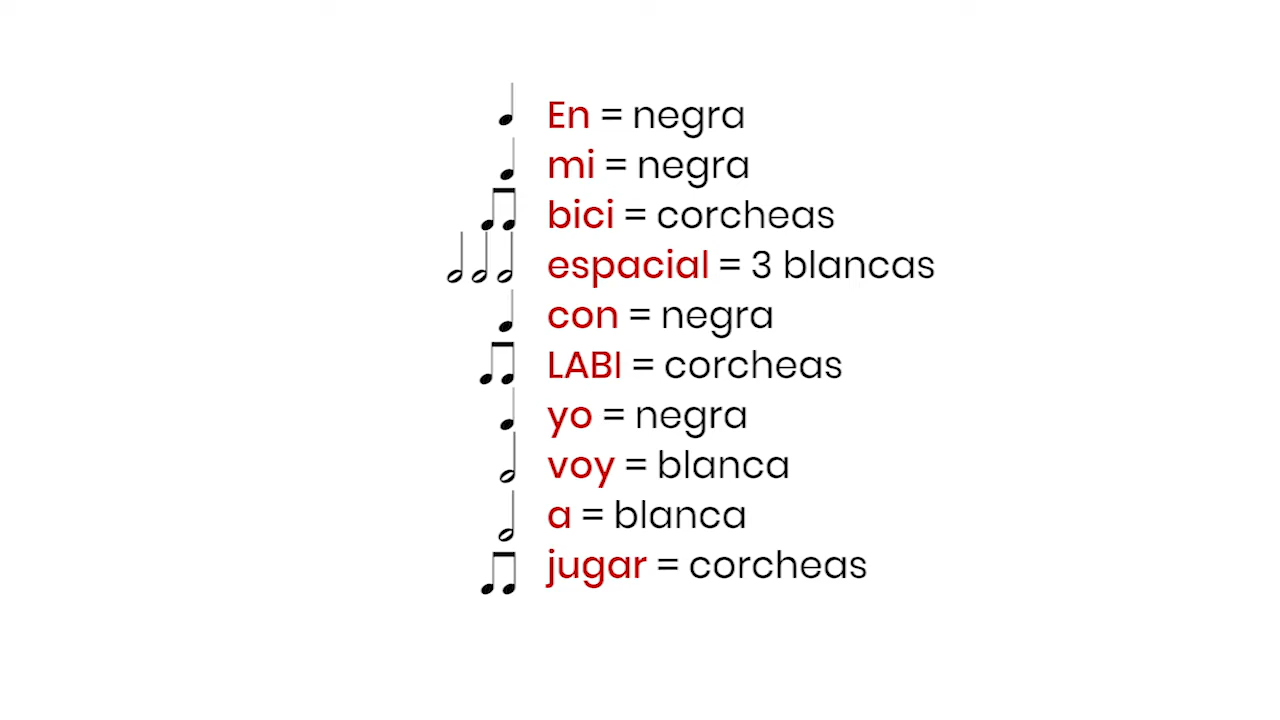 En = negra
mi = negra
bici = corcheas
espacial = 3 blancas
con = negra
LABI = corcheas
yo = negra
voy = blanca
a = blanca
jugar = corcheas